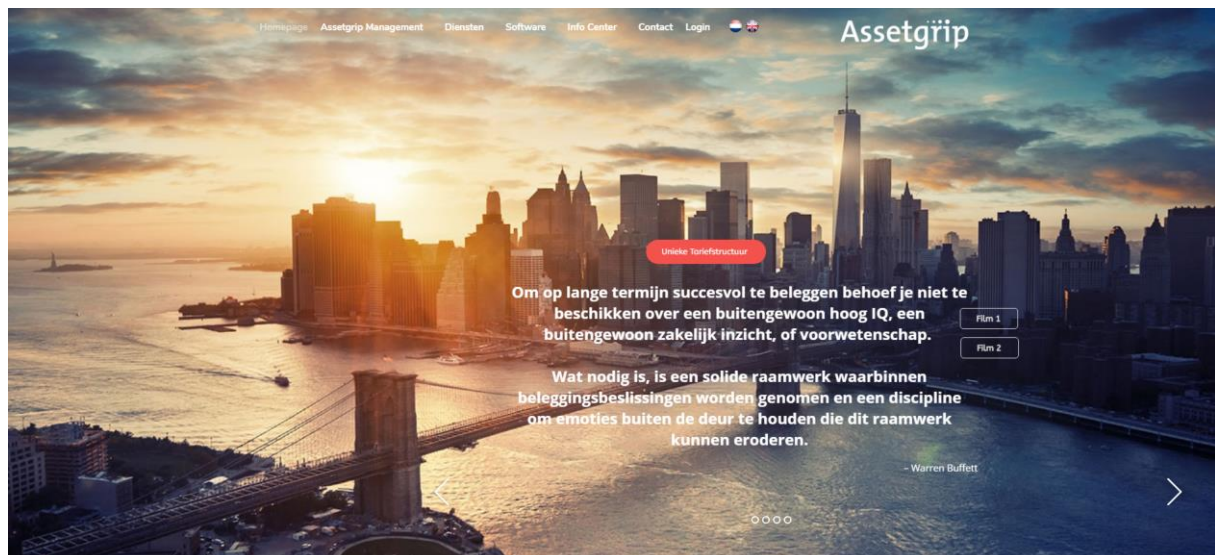 Homepage Assetgrip Management Diensten Software Info Center Contact Login
Assetgrip
Unieke Tariefstructuur
Om op lange termijn succesvol te beleggen behoef je niet te
beschikken over een buitengewoon hoog IQ, een
buitengewoon zakelijk inzicht, of voorwetenschap.
Film 1
Film 2
Wat nodig is, is een solide raamwerk waarbinnen
beleggingsbeslissingen worden genomen en een discipline
om emoties buiten de deur te houden die dit raamwerk
kunnen eroderen.
– Warren Buffett